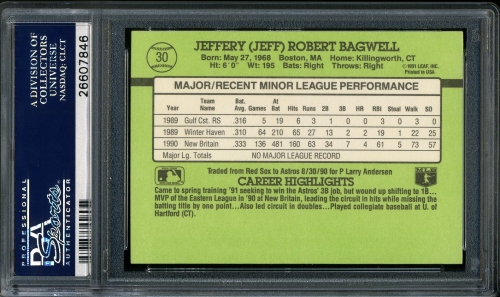 A DIVISION OF
COLLECTORS
UNIVERSE
NASDAQ: CLCT
26607846
PROFESSIONAL
PSA
Sports
AUTHENTICATOR
30
JEFFERY (JEFF) ROBERT BAGWELL
Born: May 27, 1968 Boston, MA Home: Killingworth, CT
Ht: 6´ 0´´ Wt: 195 Bats: Right Throws: Right
© 1991 LEAF, INC.
Printed in USA
MAJOR/RECENT MINOR LEAGUE PERFORMANCE
Year Team Name Bat. Avg. Games At Bat Hits Runs 2B 3B HR RBI Steal Walk SO
1989 Gulf Cst. RS .316 5 19 6 3 1 0 0 3 0 3 0
1989 Winter Haven .310 64 210 65 27 13 2 2 19 1 22 25
1990 New Britain .333 136 481 160 63 34 7 4 61 5 73 57
Major Lg. Totals NO MAJOR LEAGUE RECORD
Traded from Red Sox to Astros 8/30/90 for P Larry Andersen
CAREER HIGHLIGHTS
Came to spring training '91 seeking to win the Astros' 3B job, but wound up shifting to 1B...
MVP of the Eastern League in '90 at New Britain, leading the circuit in hits while missing the
batting title by one point...Also led circuit in doubles...Played collegiate baseball at U. of
Hartford (CT).